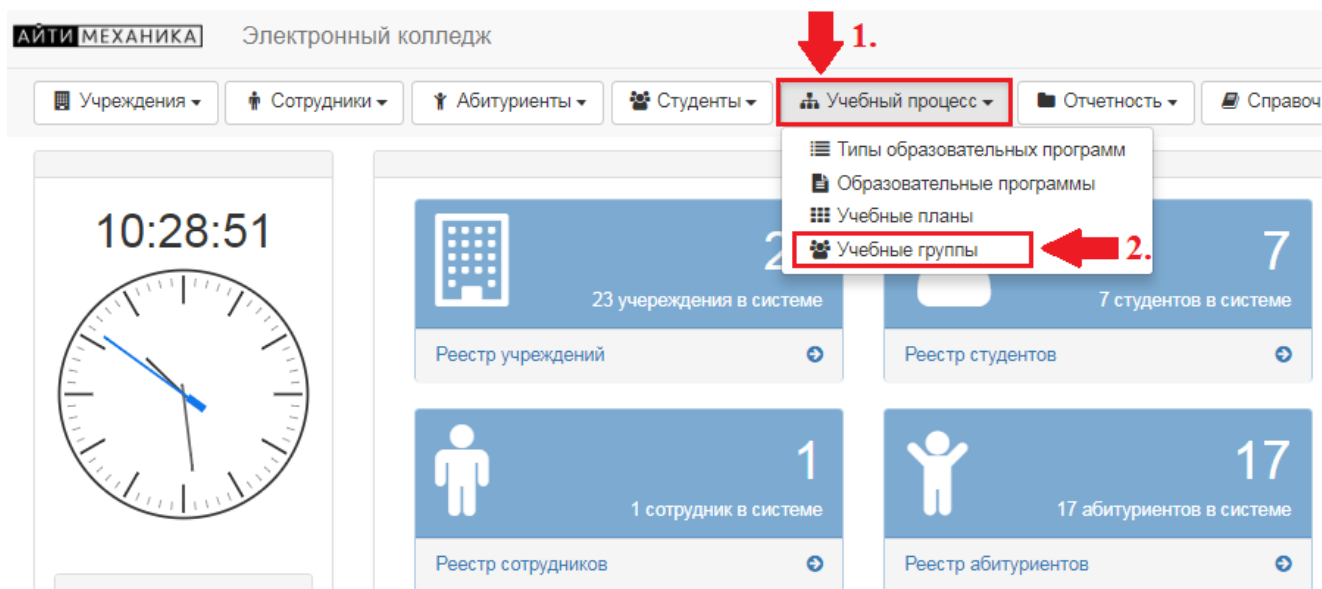 АЙТИ МЕХАНИКА Электронный колледж
1.
Учреждения Сотрудники Абитуриенты Студенты Учебный процесс Отчетность Справоч
Типы образовательных программ
Образовательные программы
Учебные планы
Учебные группы
2.
10:28:51
2
23 учереждения в системе
Реестр учреждений
7
7 студентов в системе
Реестр студентов
1
1 сотрудник в системе
Реестр сотрудников
17
17 абитуриентов в системе
Реестр абитуриентов